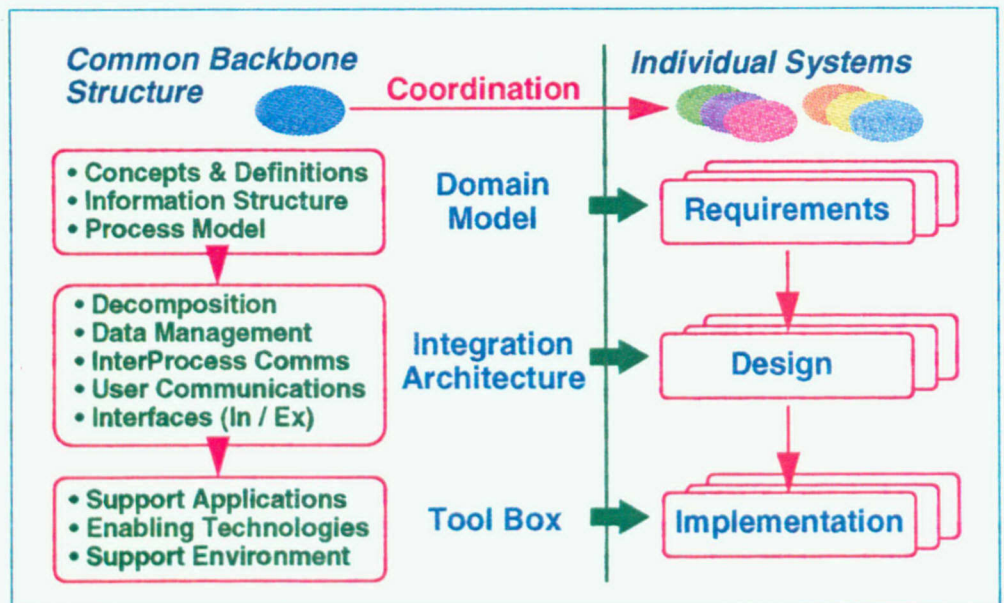 Common Backbone
Structure
Coordination
Individual Systems
• Concepts & Definitions
• Information Structure
• Process Model
Domain
Model
Requirements
• Decomposition
• Data Management
• InterProcess Comms
• User Communications
• Interfaces (In / Ex)
Integration
Architecture
Design
• Support Applications
• Enabling Technologies
• Support Environment
Tool Box
Implementation